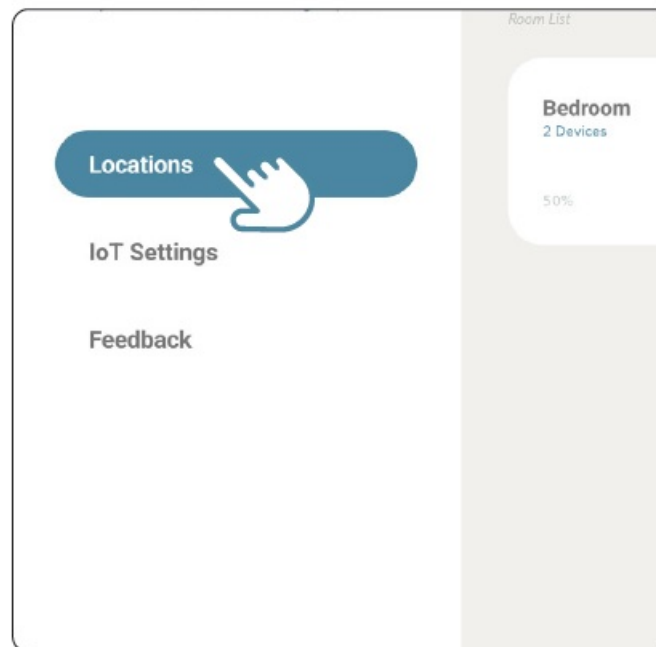 Room List
Bedroom
2 Devices
50%
Locations
IoT Settings
Feedback